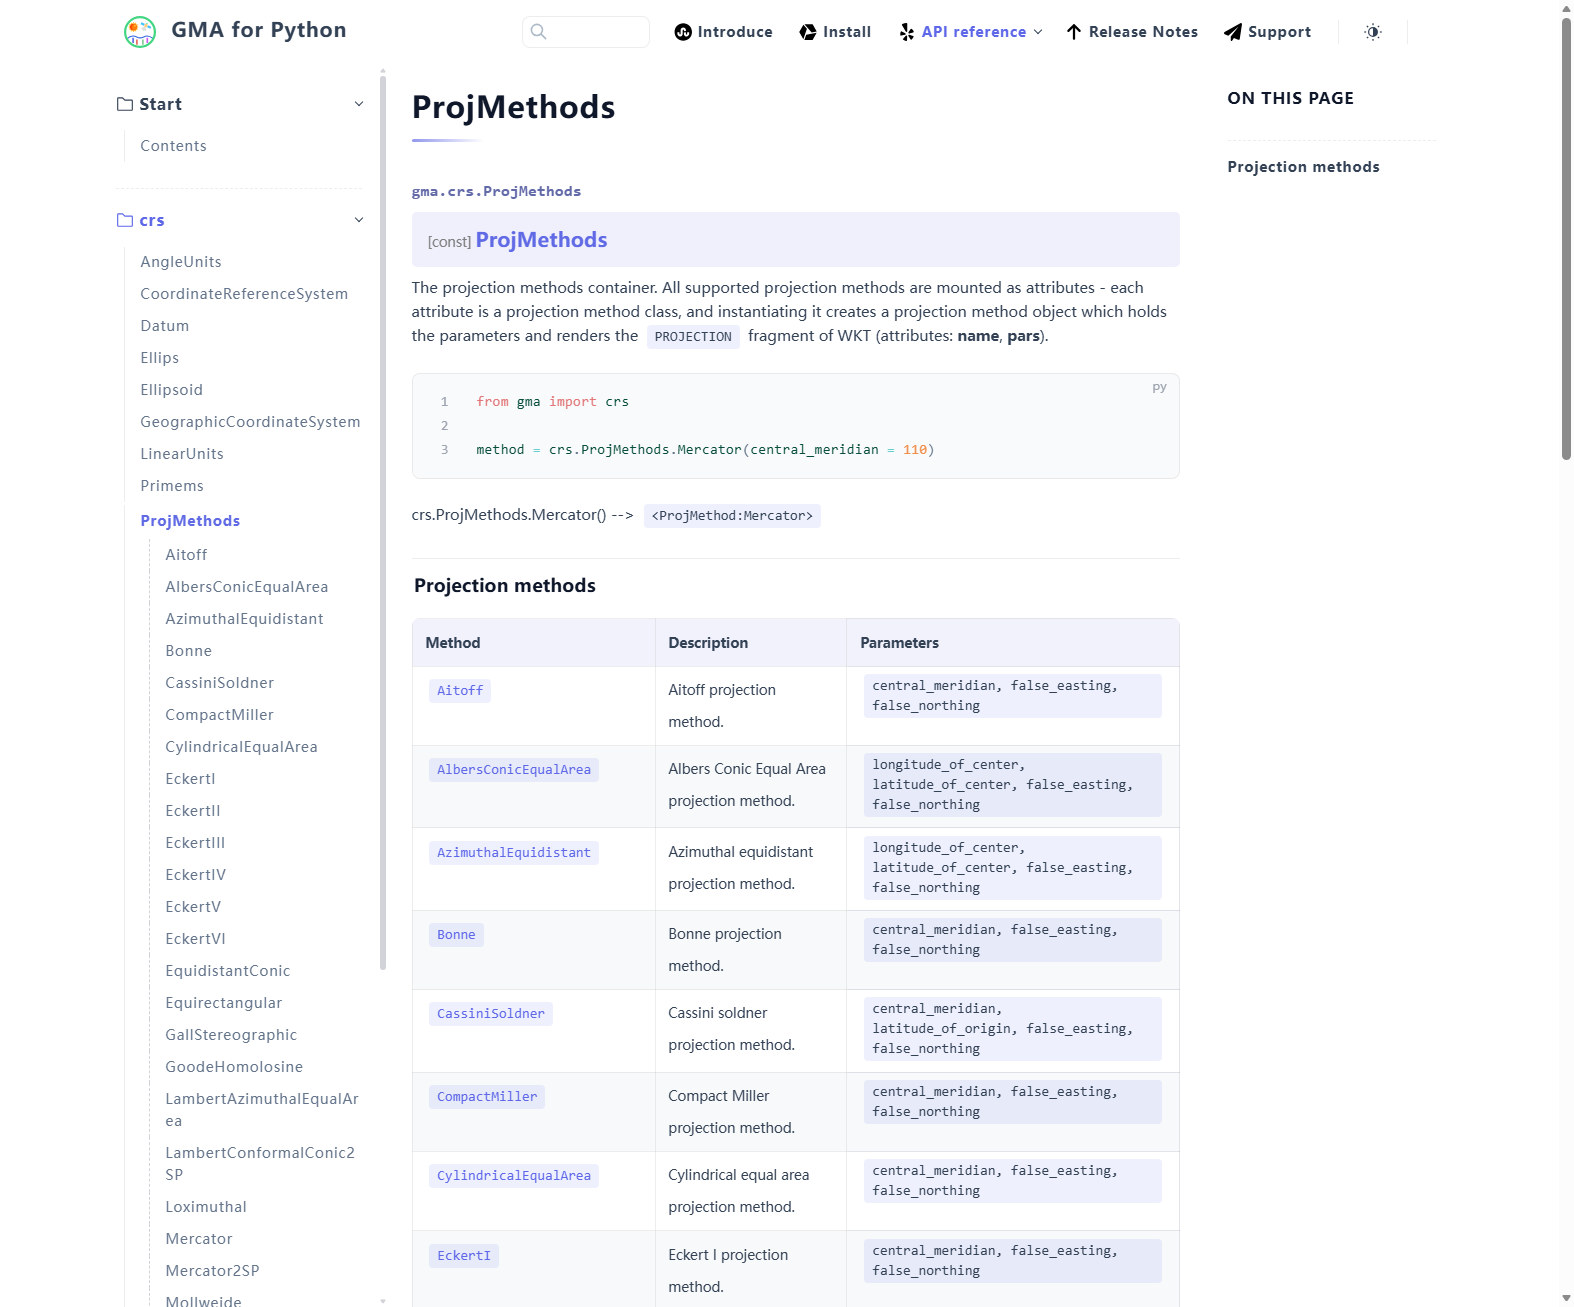 GMA for Python
Introduce
Install
API reference
Release Notes
Support
Start
Contents
crs
AngleUnits
CoordinateReferenceSystem
Datum
Ellips
Ellipsoid
GeographicCoordinateSystem
LinearUnits
Primems
ProjMethods
Aitoff
AlbersConicEqualArea
AzimuthalEquidistant
Bonne
CassiniSoldner
CompactMiller
CylindricalEqualArea
EckertI
EckertII
EckertIII
EckertIV
EckertV
EckertVI
EquidistantConic
Equirectangular
GallStereographic
GoodeHomolosine
LambertAzimuthalEqualAr
ea
LambertConformalConic2
SP
Loximuthal
Mercator
Mercator2SP
Mollweide
ProjMethods
gma.crs.ProjMethods
[const] ProjMethods
The projection methods container. All supported projection methods are mounted as attributes - each
attribute is a projection method class, and instantiating it creates a projection method object which holds
the parameters and renders the PROJECTION fragment of WKT (attributes: name, pars).
py
1 from gma import crs
2
3 method = crs.ProjMethods.Mercator(central_meridian = 110)
crs.ProjMethods.Mercator() --> <ProjMethod:Mercator>
Projection methods
Method Description Parameters
Aitoff
Aitoff projection
method.
central_meridian, false_easting,
false_northing
AlbersConicEqualArea
Albers Conic Equal Area
projection method.
longitude_of_center,
latitude_of_center, false_easting,
false_northing
AzimuthalEquidistant
Azimuthal equidistant
projection method.
longitude_of_center,
latitude_of_center, false_easting,
false_northing
Bonne
Bonne projection
method.
central_meridian, false_easting,
false_northing
CassiniSoldner
Cassini soldner
projection method.
central_meridian,
latitude_of_origin, false_easting,
false_northing
CompactMiller
Compact Miller
projection method.
central_meridian, false_easting,
false_northing
CylindricalEqualArea
Cylindrical equal area
projection method.
central_meridian, false_easting,
false_northing
EckertI
Eckert I projection
method.
central_meridian, false_easting,
false_northing
ON THIS PAGE
Projection methods